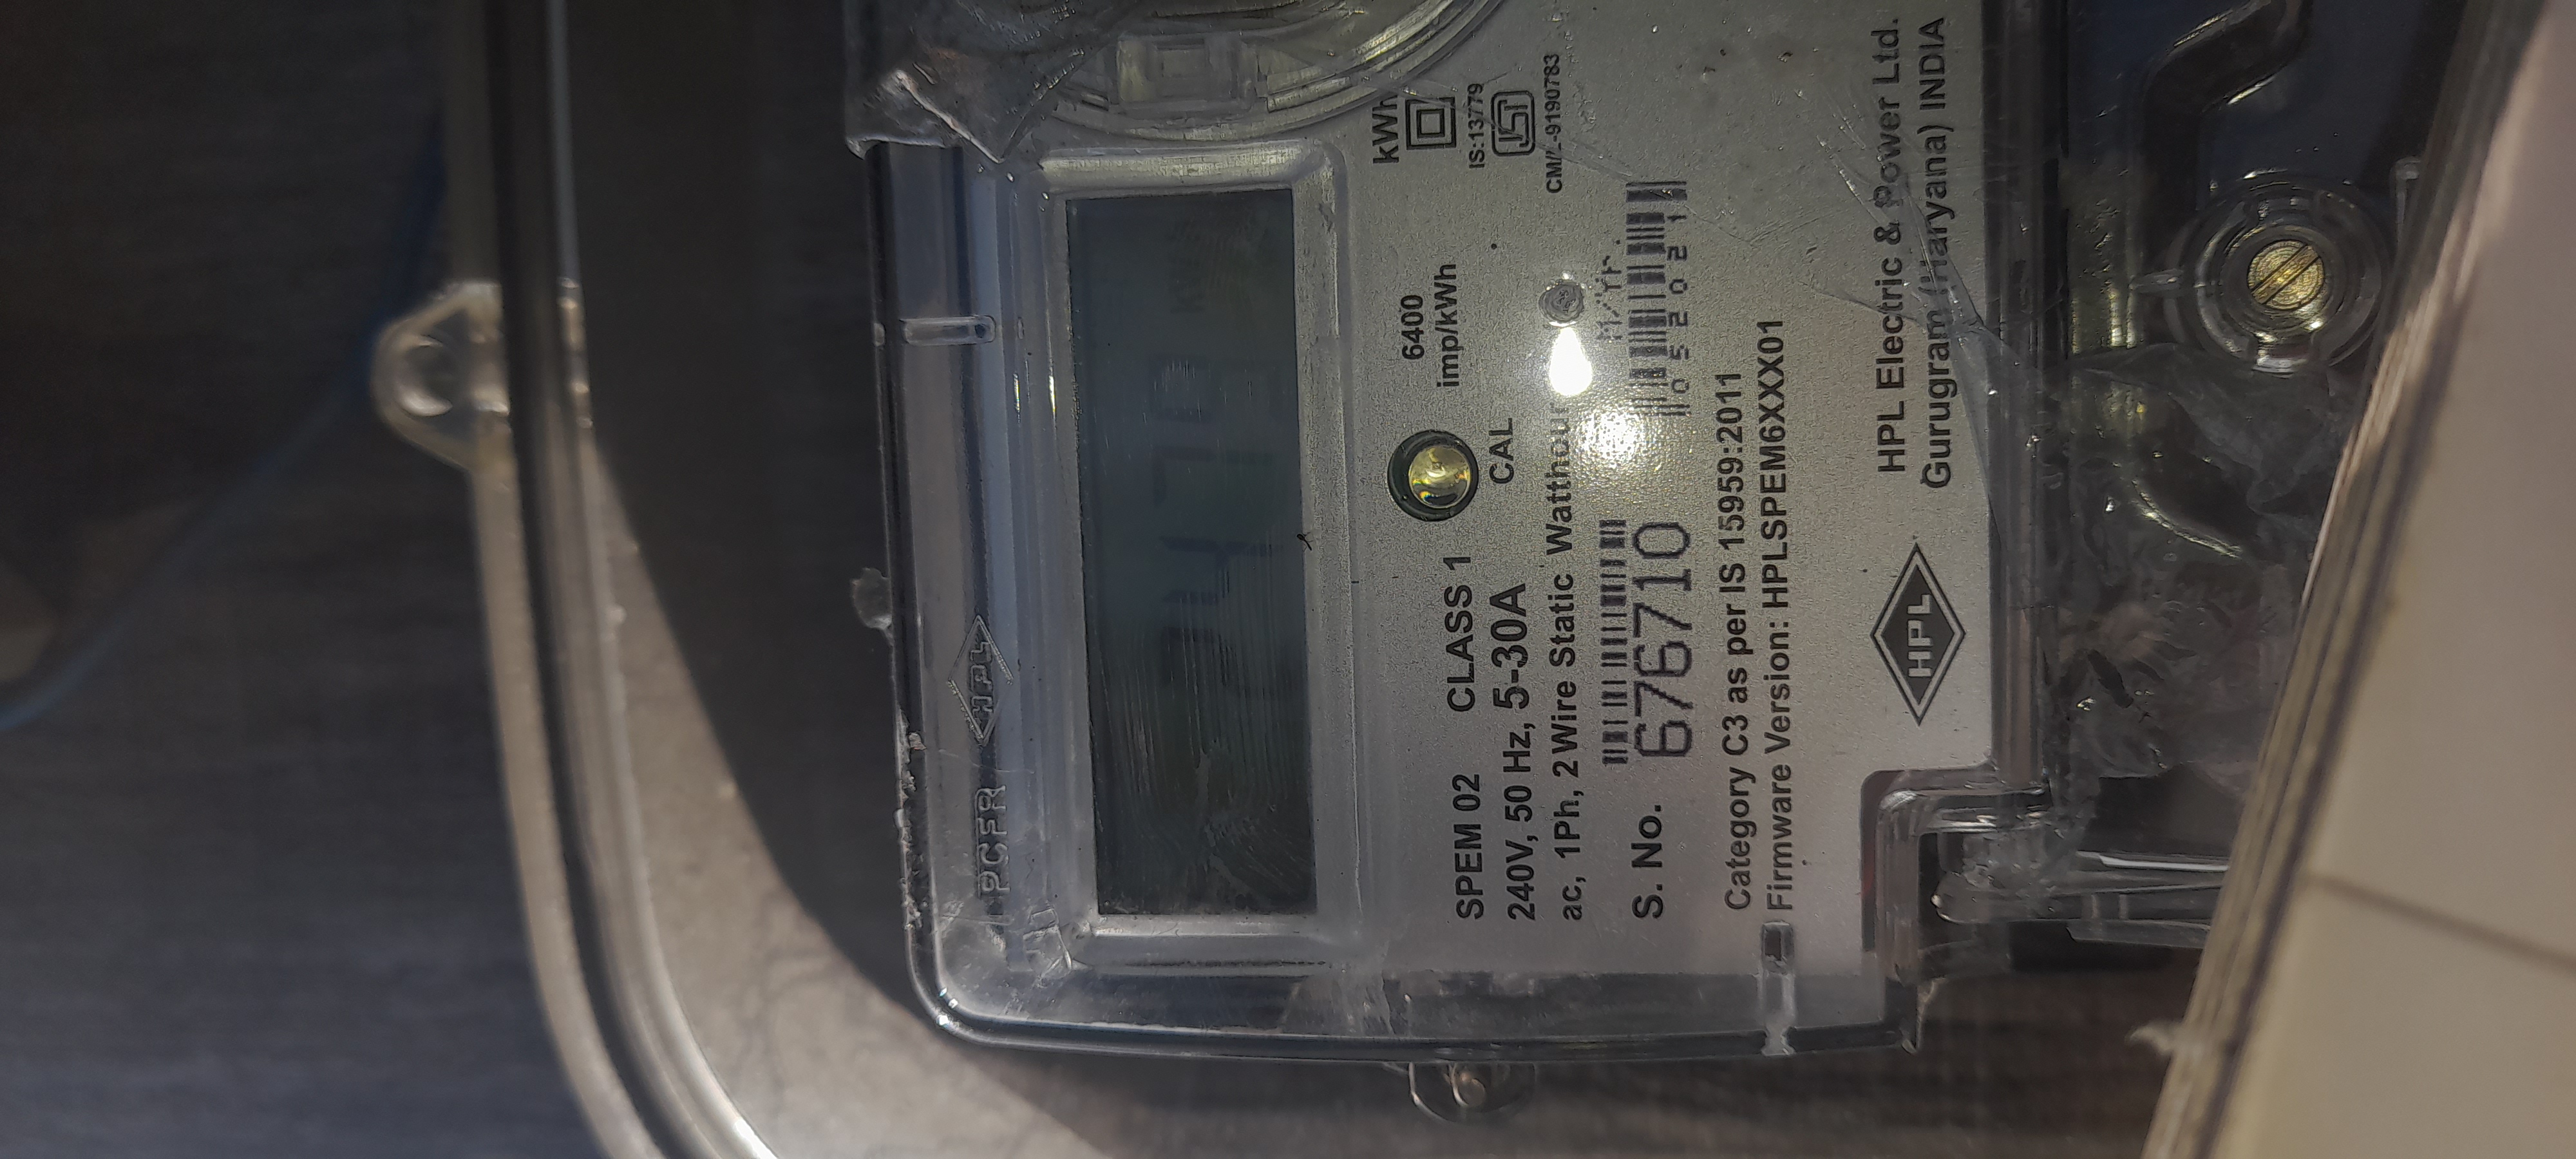 PCFR HPL
kWh
6400
imp/kWh
IS:13779
CAL
SPEM 02 CLASS 1
240V, 50 Hz, 5-30A
ac, 1Ph, 2 Wire Static Watthour
CM/L-9190783
M/Yr.
S. No. 676710
052021
Category C3 as per IS 15959:2011
Firmware Version: HPLSPEM6XXX01
HPL
HPL Electric & Power Ltd.
Gurugram (Haryana) INDIA